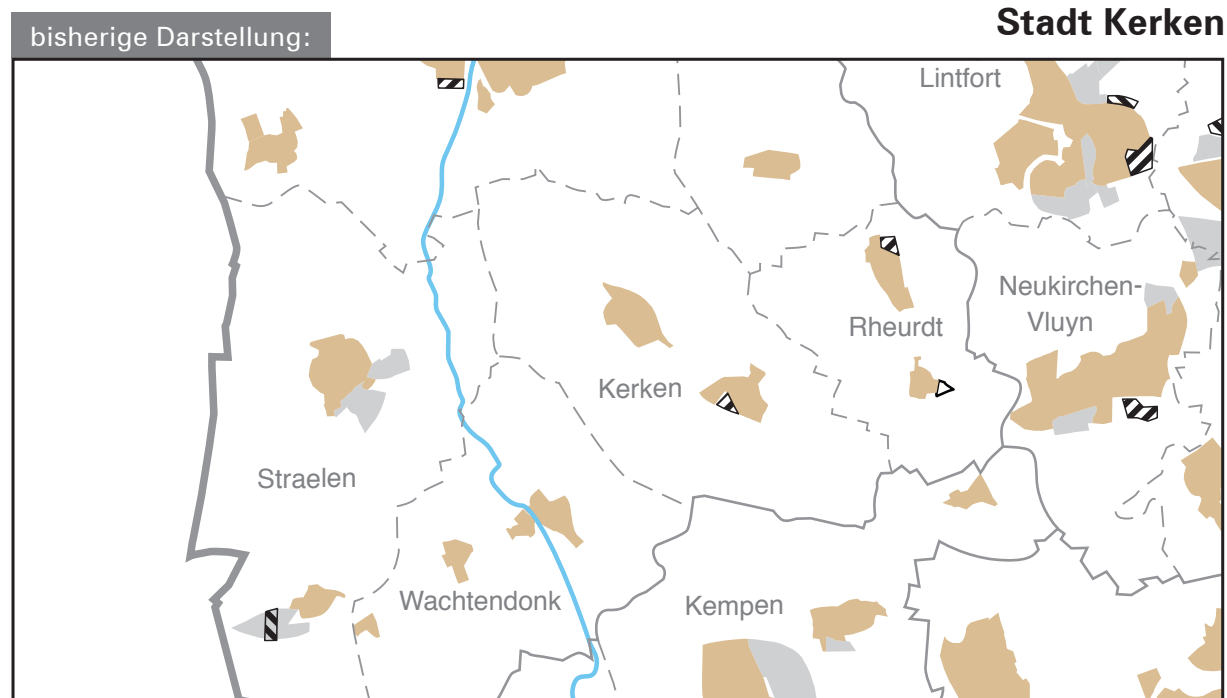 Stadt Kerken
bisherige Darstellung:
Lintfort
Neukirchen-
Vluyn
Rheurdt
Kerken
Straelen
Wachtendonk
Kempen